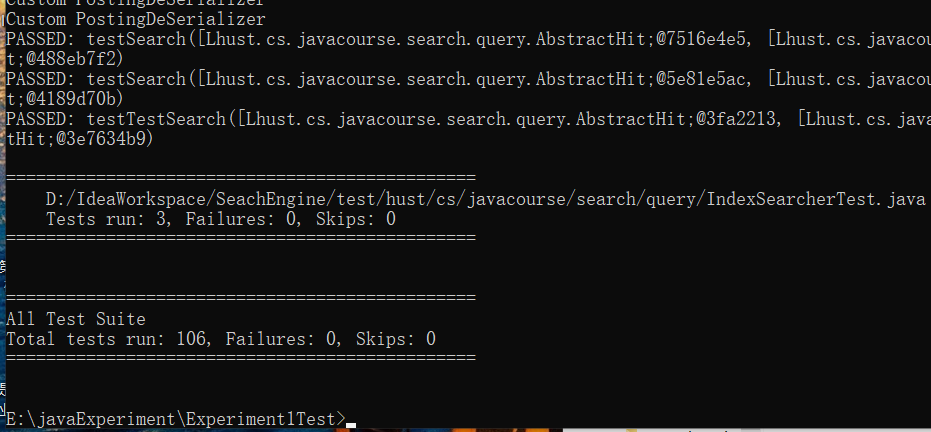 Custom PostingDeSerializer
Custom PostingDeSerializer
PASSED: testSearch([Lhust.cs.javacourse.search.query.AbstractHit;@7516e4e5, [Lhust.cs.javacou
t;@488eb7f2)
PASSED: testSearch([Lhust.cs.javacourse.search.query.AbstractHit;@5e81e5ac, [Lhust.cs.javacou
t;@4189d70b)
PASSED: testTestSearch([Lhust.cs.javacourse.search.query.AbstractHit;@3fa2213, [Lhust.cs.java
tHit;@3e7634b9)
===============================================
D:/IdeaWorkspace/SeachEngine/test/hust/cs/javacourse/search/query/IndexSearcherTest.java
Tests run: 3, Failures: 0, Skips: 0
===============================================
===============================================
All Test Suite
Total tests run: 106, Failures: 0, Skips: 0
===============================================
E:\javaExperiment\Experiment1Test>